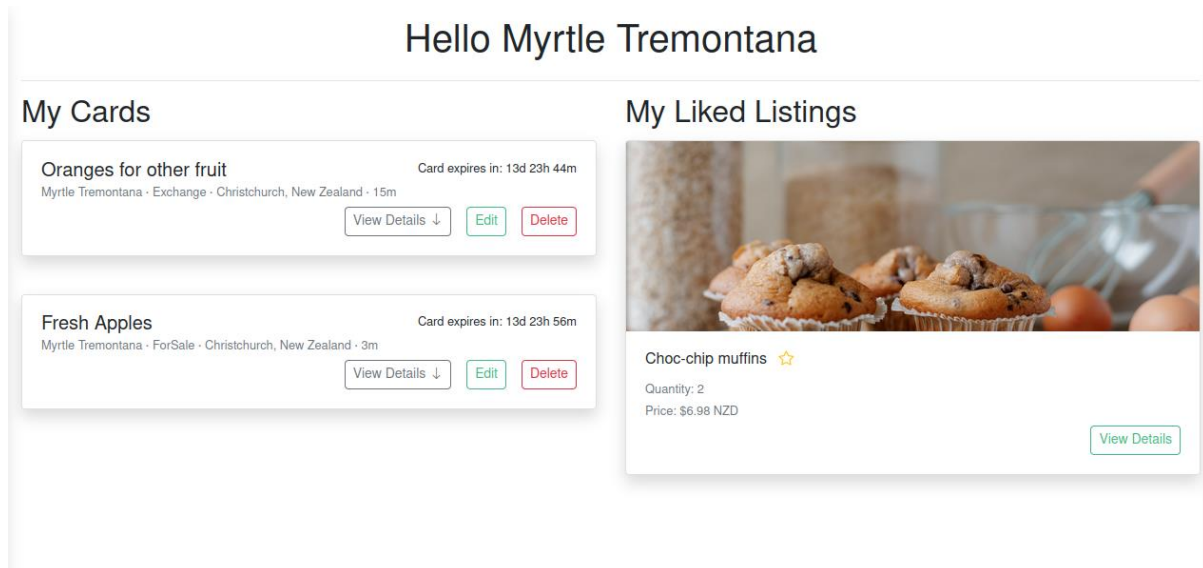 Hello Myrtle Tremontana
My Cards
Oranges for other fruit
Card expires in: 13d 23h 44m
Myrtle Tremontana · Exchange · Christchurch, New Zealand · 15m
View Details ↓
Edit
Delete
Fresh Apples
Card expires in: 13d 23h 56m
Myrtle Tremontana · ForSale · Christchurch, New Zealand · 3m
View Details ↓
Edit
Delete
My Liked Listings
Choc-chip muffins
Quantity: 2
Price: $6.98 NZD
View Details